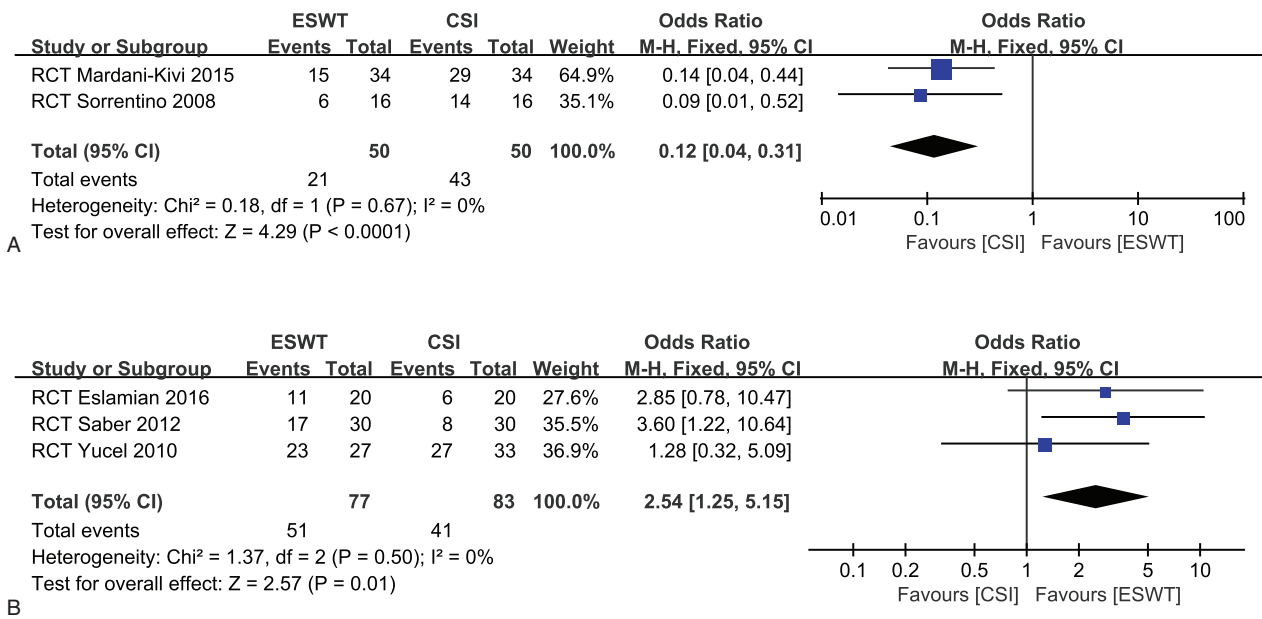 ESWT CSI Odds Ratio Odds Ratio
Study or Subgroup Events Total Events Total Weight M-H, Fixed, 95% CI M-H, Fixed, 95% CI
RCT Mardani-Kivi 2015 15 34 29 34 64.9% 0.14 [0.04, 0.44]
RCT Sorrentino 2008 6 16 14 16 35.1% 0.09 [0.01, 0.52]
Total (95% CI) 50 50 100.0% 0.12 [0.04, 0.31]
Total events 21 43
Heterogeneity: Chi² = 0.18, df = 1 (P = 0.67); I² = 0%
Test for overall effect: Z = 4.29 (P < 0.0001)
0.01 0.1 1 10 100
Favours [CSI] Favours [ESWT]
A
ESWT CSI Odds Ratio Odds Ratio
Study or Subgroup Events Total Events Total Weight M-H, Fixed, 95% CI M-H, Fixed, 95% CI
RCT Eslamian 2016 11 20 6 20 27.6% 2.85 [0.78, 10.47]
RCT Saber 2012 17 30 8 30 35.5% 3.60 [1.22, 10.64]
RCT Yucel 2010 23 27 27 33 36.9% 1.28 [0.32, 5.09]
Total (95% CI) 77 83 100.0% 2.54 [1.25, 5.15]
Total events 51 41
Heterogeneity: Chi² = 1.37, df = 2 (P = 0.50); I² = 0%
Test for overall effect: Z = 2.57 (P = 0.01)
0.1 0.2 0.5 1 2 5 10
Favours [CSI] Favours [ESWT]
B